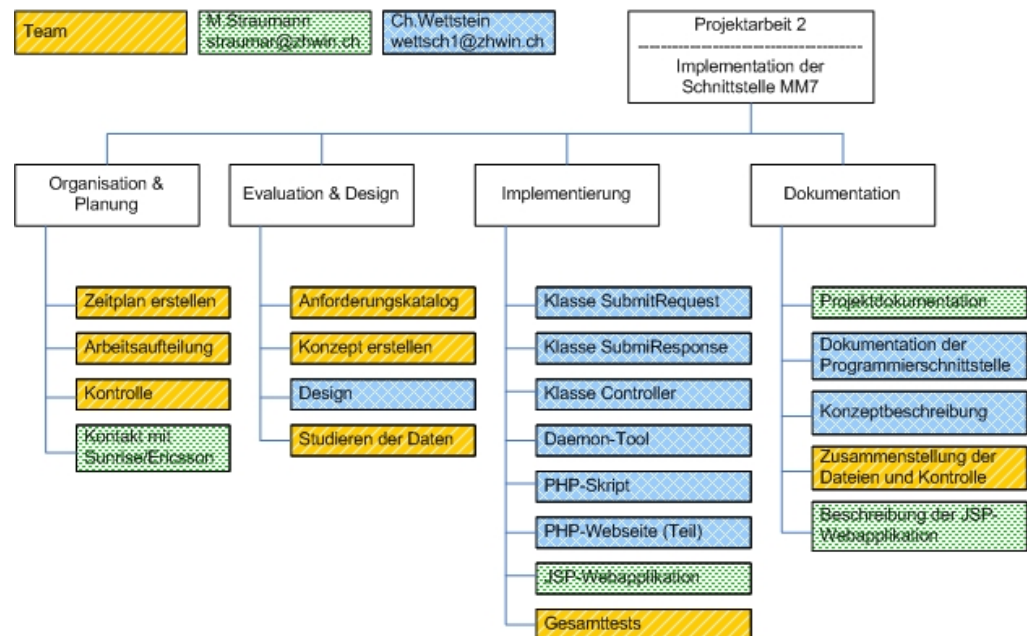 Team
M.Straumann
straumar@zhwin.ch
Ch.Wettstein
wettsch1@zhwin.ch
Projektarbeit 2
Implementation der
Schnittstelle MM7
Organisation &
Planung
Evaluation & Design
Implementierung
Dokumentation
Zeitplan erstellen
Arbeitsaufteilung
Kontrolle
Kontakt mit
Sunrise/Ericsson
Anforderungskatalog
Konzept erstellen
Design
Studieren der Daten
Klasse SubmitRequest
Klasse SubmiResponse
Klasse Controller
Daemon-Tool
PHP-Skript
PHP-Webseite (Teil)
JSP-Webapplikation
Gesamttests
Projektdokumentation
Dokumentation der
Programmierschnittstelle
Konzeptbeschreibung
Zusammenstellung der
Dateien und Kontrolle
Beschreibung der JSP-
Webapplikation